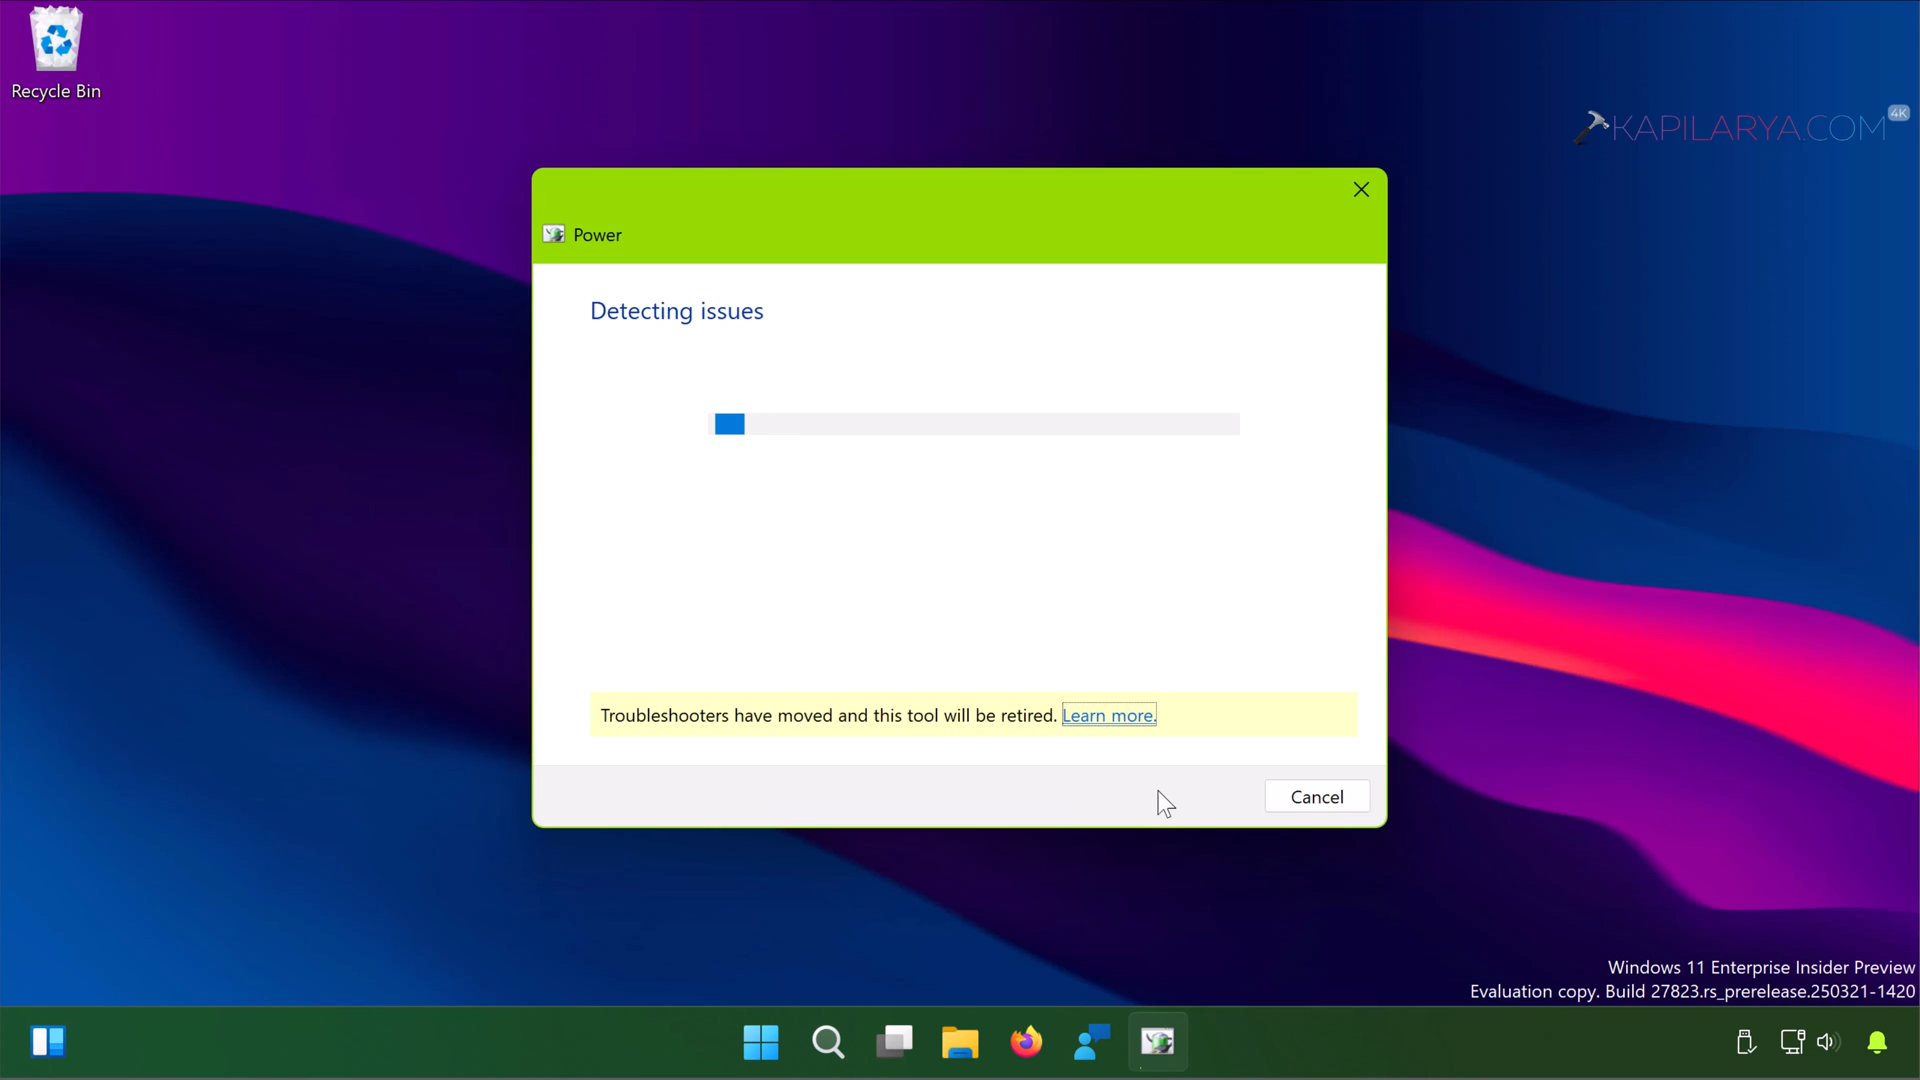 Recycle Bin
KAPILARYA.COM
4K
Power
Detecting issues
Troubleshooters have moved and this tool will be retired. Learn more.
Cancel
Windows 11 Enterprise Insider Preview
Evaluation copy. Build 27823.rs_prerelease.250321-1420